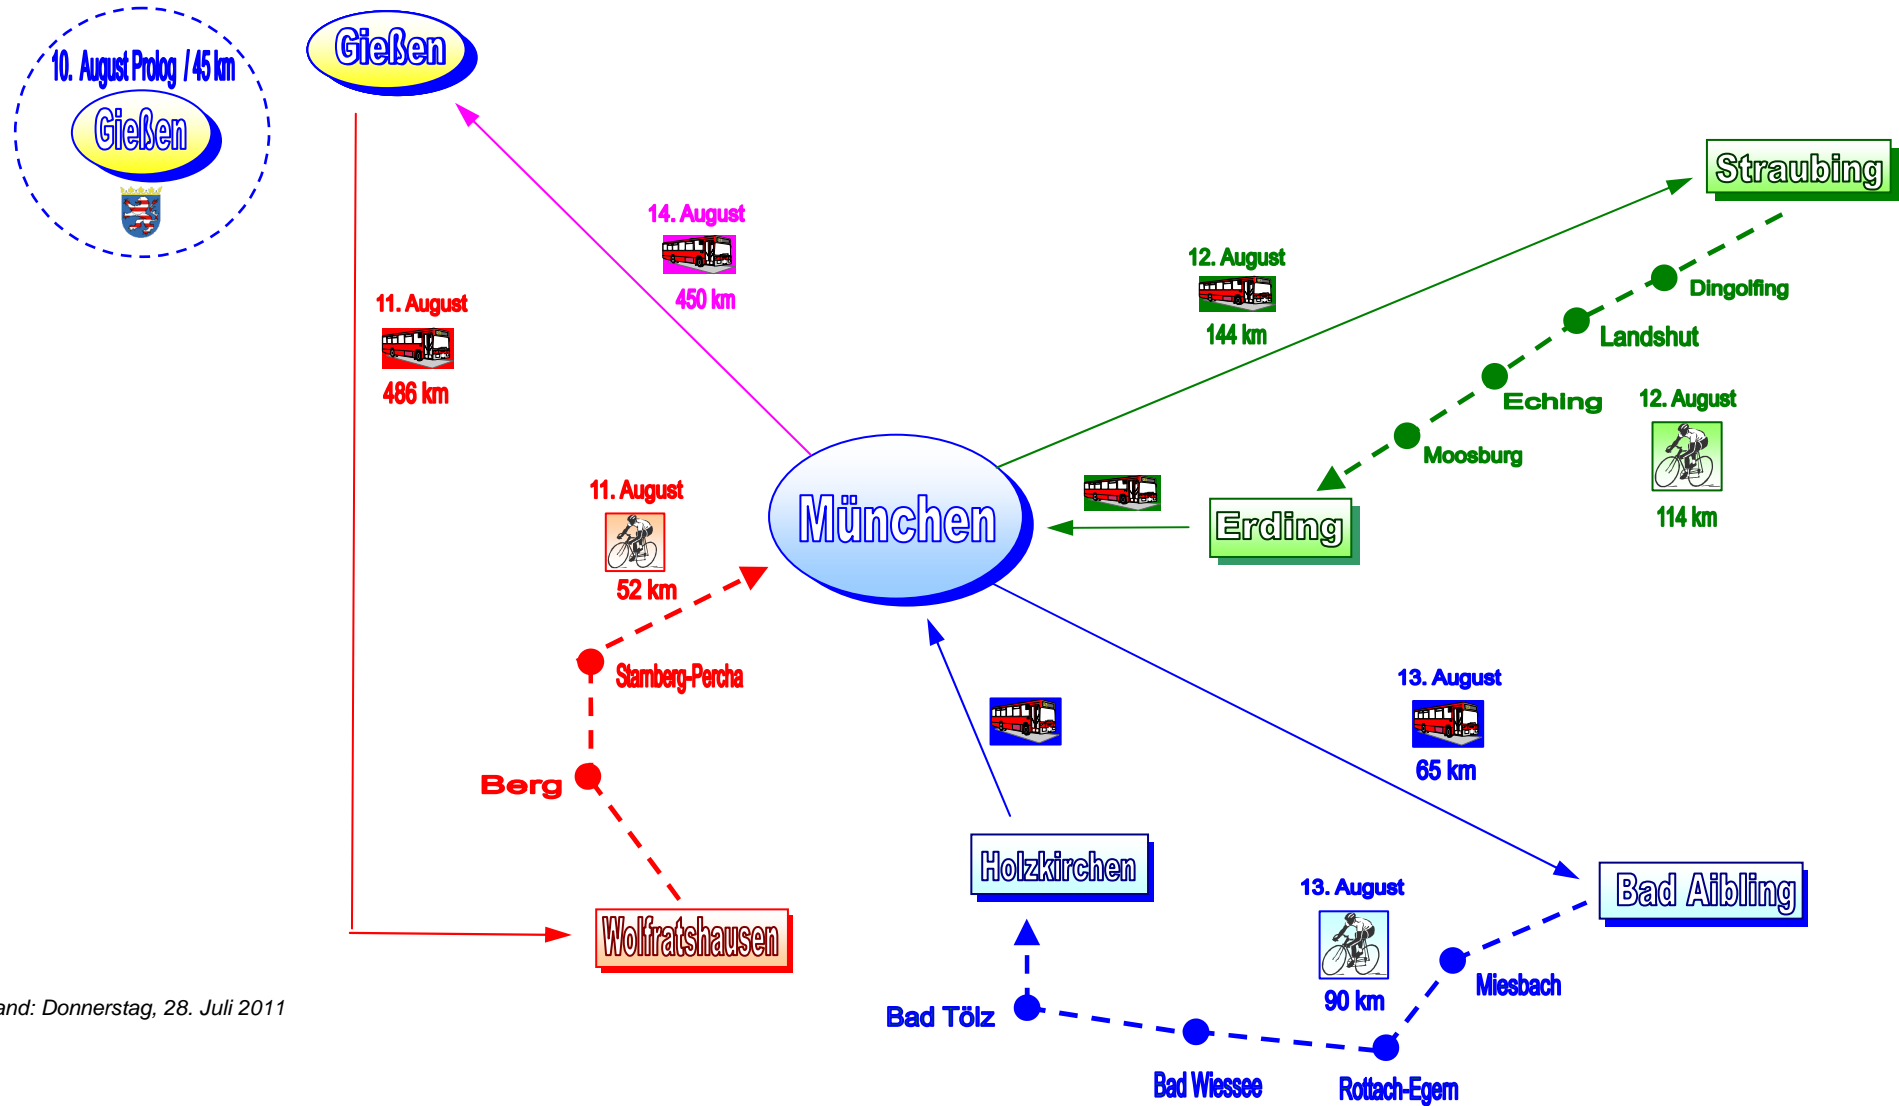 10. August Prolog / 45 km
Gießen
Gießen
14. August
450 km
11. August
486 km
12. August
144 km
Straubing
Dingolfing
Landshut
Eching
Moosburg
12. August
114 km
Erding
München
11. August
52 km
Starnberg-Percha
Berg
Wolfratshausen
13. August
65 km
Holzkirchen
Bad Aibling
13. August
90 km
Miesbach
Rottach-Egern
Bad Wiessee
Bad Tölz
and: Donnerstag, 28. Juli 2011